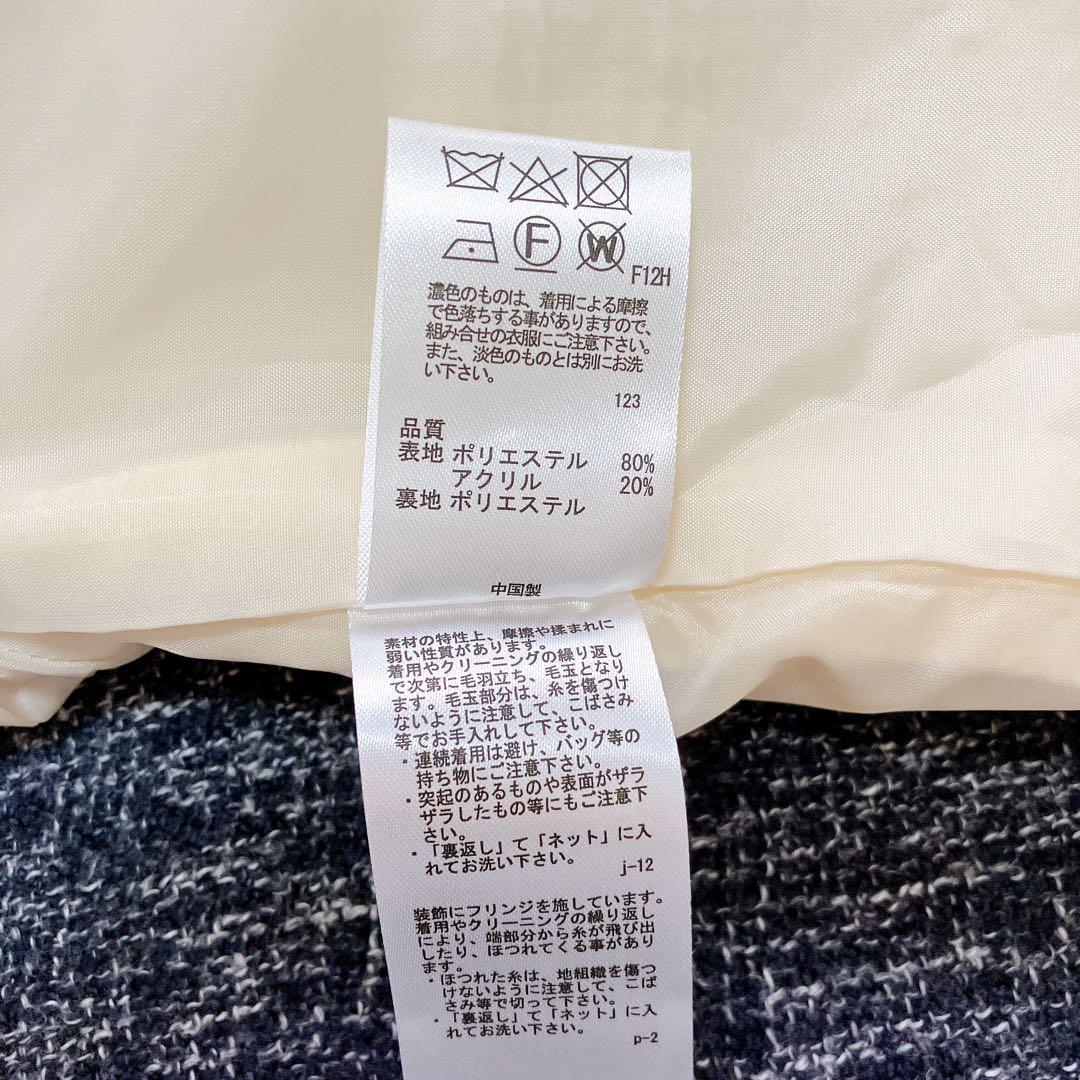 F
W
F12H
濃色のものは、着用による摩擦
で色落ちする事がありますので、
組み合せの衣服にご注意下さい。
また、淡色のものとは別にお洗
い下さい。
123
品質
表地 ポリエステル 80%
アクリル 20%
裏地 ポリエステル
中国製
素材の特性上、摩擦や揉まれに
弱い性質があります。
着用やクリーニングの繰り返し
で次第に毛羽立ち、毛玉となり
ます。毛玉部分は、糸を傷つけ
ないように注意して、こばさみ
等でお手入れして下さい。
・連続着用は避け、バッグ等の
持ち物にご注意下さい。
・突起のあるものや表面がザラ
ザラしたもの等にもご注意下
さい。
・「裏返し」て「ネット」に入
れてお洗い下さい。
j-12
装飾にフリンジを施しています。
着用やクリーニングの繰り返し
により、端部分から糸が飛び出
したり、ほつれてくる事があり
ます。
・ほつれた糸は、地組織を傷つ
けないように注意して、こば
さみ等で切って下さい。
・「裏返し」て「ネット」に入
れてお洗い下さい。
p-2